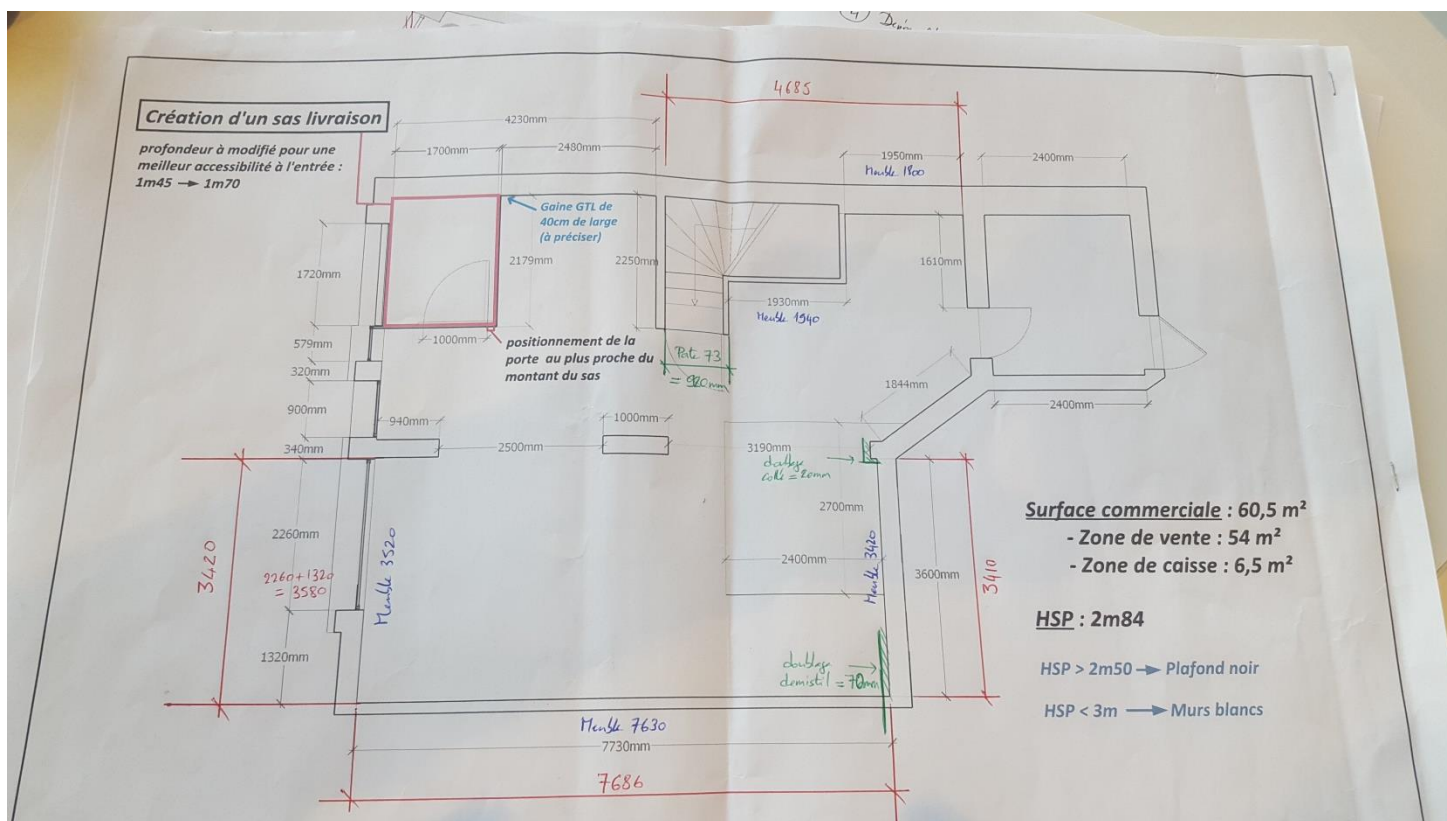 4 Dépôt
4685
Création d'un sas livraison
profondeur à modifié pour une
meilleur accessibilité à l'entrée :
1m45 → 1m70
4230mm
1700mm
2480mm
1950mm
Meuble 1800
2400mm
Gaine GTL de
40cm de large
(à préciser)
1720mm
2179mm
2250mm
1610mm
1930mm
Meuble 1940
579mm
1000mm
positionnement de la
porte au plus proche du
montant du sas
Porte 73
= 920mm
320mm
900mm
940mm
1000mm
1844mm
2400mm
340mm
2500mm
3190mm
doublage
collé = 20mm
2700mm
3420
2260mm
2260+1320
= 3580
Meuble 3520
2400mm
Meuble 3420
3600mm
3410
1320mm
doublage
demistil = 70mm
Meuble 7630
7730mm
7686
Surface commerciale : 60,5 m²
- Zone de vente : 54 m²
- Zone de caisse : 6,5 m²
HSP : 2m84
HSP > 2m50 → Plafond noir
HSP < 3m → Murs blancs